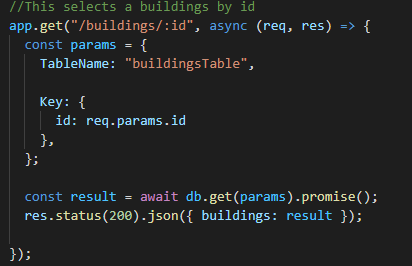 //This selects a buildings by id
app.get("/buildings/:id", async (req, res) => {
  const params = {
    TableName: "buildingsTable",
    Key: {
      id: req.params.id
    },
  };
  const result = await db.get(params).promise();
  res.status(200).json({ buildings: result });
});